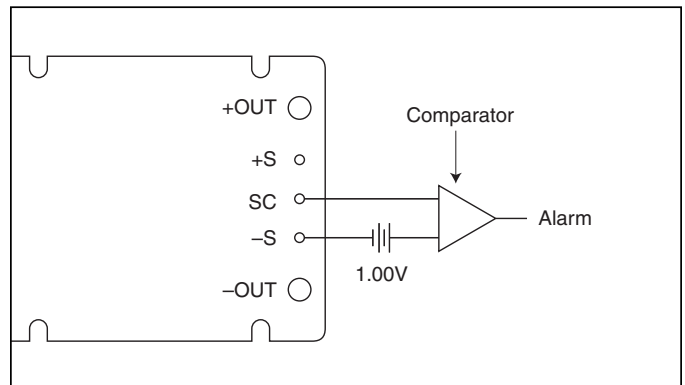 +OUT
Comparator
+S
SC
Alarm
–S
1.00V
–OUT